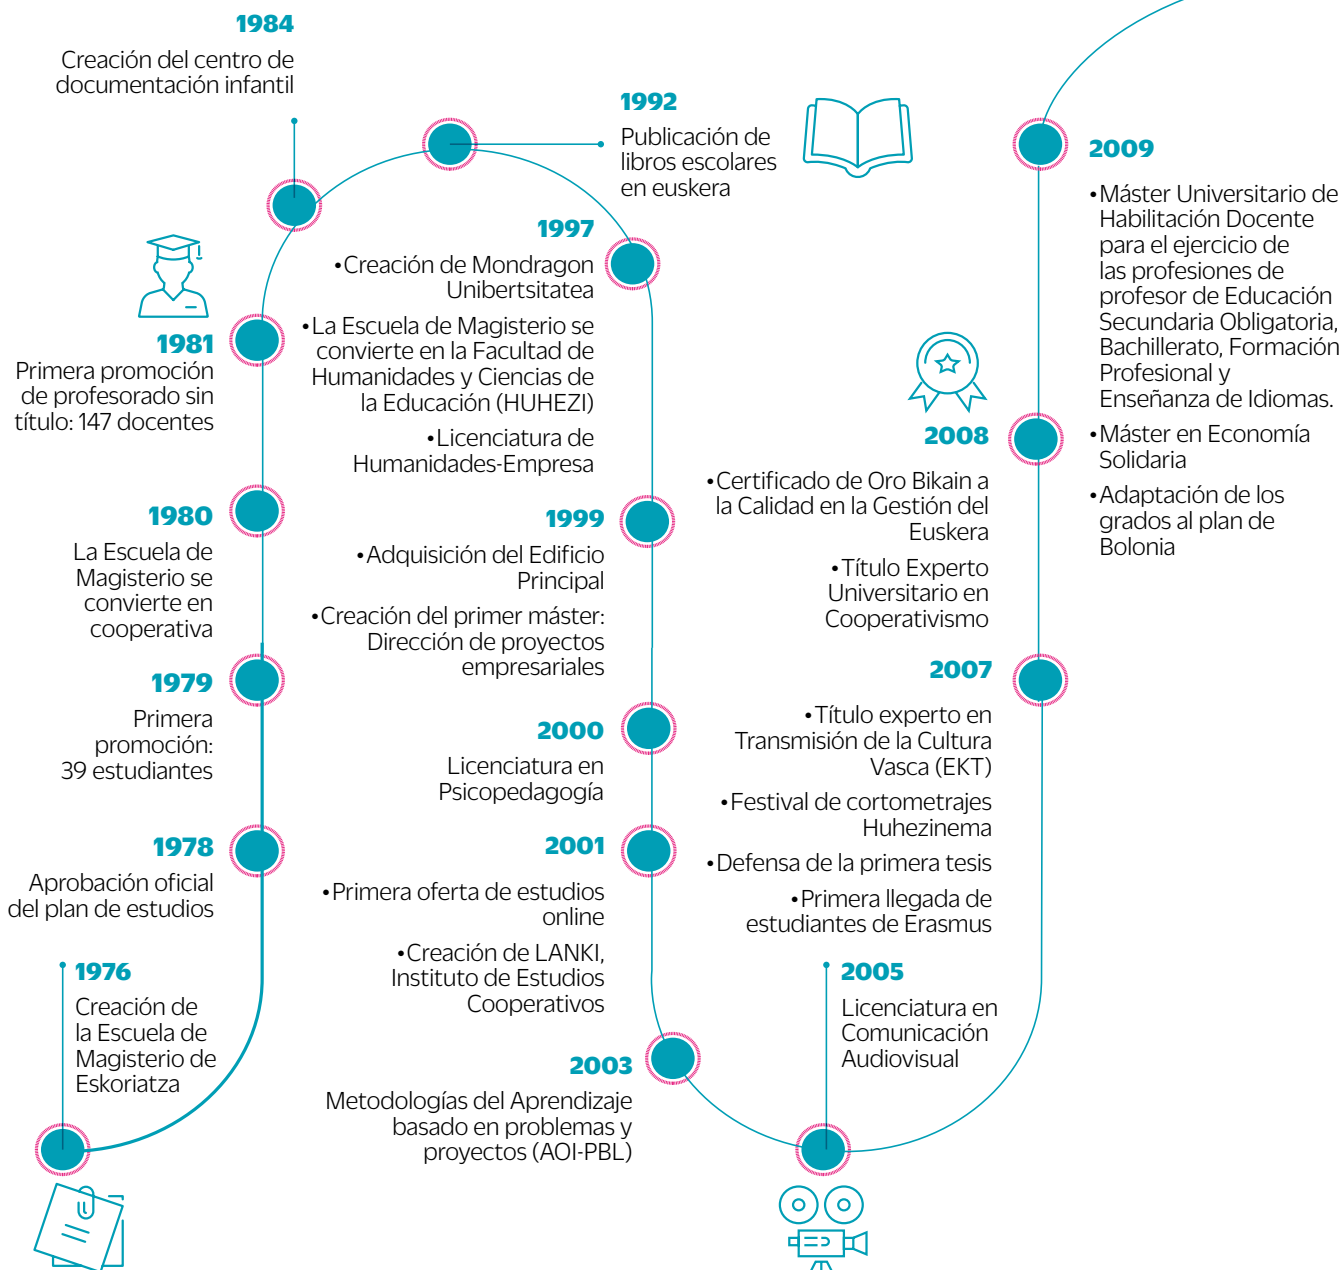 1976
Creación de
la Escuela de
Magisterio de
Eskoriatza
1978
Aprobación oficial
del plan de estudios
1979
Primera
promoción:
39 estudiantes
1980
La Escuela de
Magisterio se
convierte en
cooperativa
1981
Primera promoción
de profesorado sin
título: 147 docentes
1984
Creación del centro de
documentación infantil
1992
Publicación de
libros escolares
en euskera
1997
•Creación de Mondragon
Unibertsitatea
•La Escuela de Magisterio se
convierte en la Facultad de
Humanidades y Ciencias de
la Educación (HUHEZI)
•Licenciatura de
Humanidades-Empresa
1999
•Adquisición del Edificio
Principal
•Creación del primer máster:
Dirección de proyectos
empresariales
2000
Licenciatura en
Psicopedagogía
2001
•Primera oferta de estudios
online
•Creación de LANKI,
Instituto de Estudios
Cooperativos
2003
Metodologías del Aprendizaje
basado en problemas y
proyectos (AOI-PBL)
2005
Licenciatura en
Comunicación
Audiovisual
2007
•Título experto en
Transmisión de la Cultura
Vasca (EKT)
•Festival de cortometrajes
Huhezinema
•Defensa de la primera tesis
•Primera llegada de
estudiantes de Erasmus
2008
•Certificado de Oro Bikain a
la Calidad en la Gestión del
Euskera
•Título Experto
Universitario en
Cooperativismo
2009
•Máster Universitario de
Habilitación Docente
para el ejercicio de
las profesiones de
profesor de Educación
Secundaria Obligatoria,
Bachillerato, Formación
Profesional y
Enseñanza de Idiomas.
•Máster en Economía
Solidaria
•Adaptación de los
grados al plan de
Bolonia